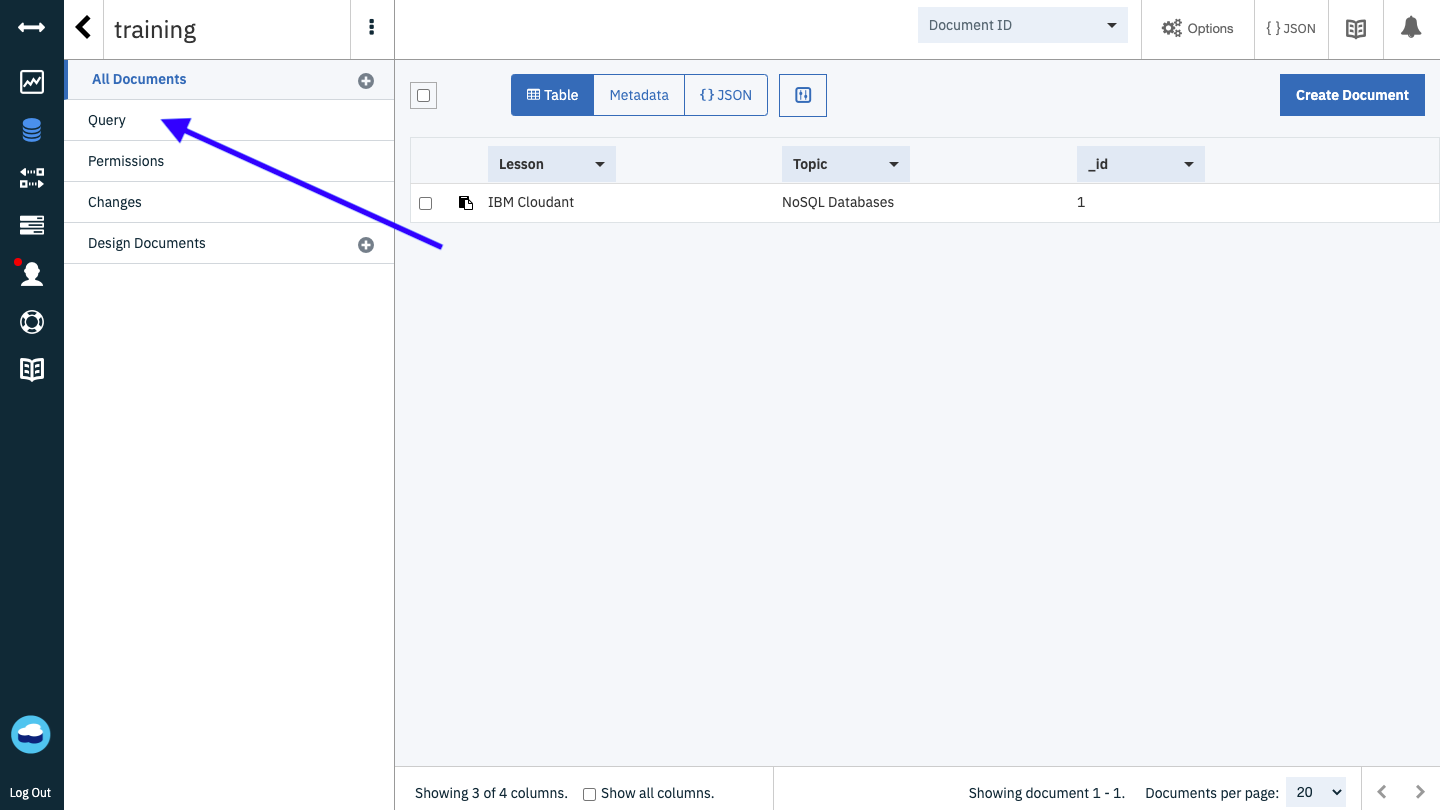 training
Document ID
Options
{ } JSON
All Documents
Query
Permissions
Changes
Design Documents
Table
Metadata
{ } JSON
Create Document
Lesson
Topic
_id
IBM Cloudant
NoSQL Databases
1
Log Out
Showing 3 of 4 columns.
Show all columns.
Showing document 1 - 1.
Documents per page:
20